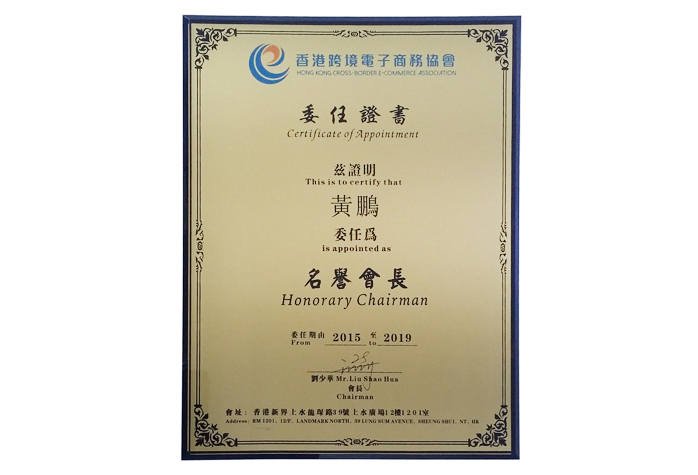 香港跨境電子商務協會
HONG KONG CROSS-BORDER E-COMMERCE ASSOCIATION
委任證書
Certificate of Appointment
兹證明
This is to certify that
黃鵬
委任爲
is appointed as
名譽會長
Honorary Chairman
委任期由 2015 至 2019
From to
劉少華 Mr.Liu Shao Hua
會長
Chairman
會址: 香港新界上水龍琛路39號上水廣場12樓1201室
Address: RM 1201, 12/F, LANDMARK NORTH, 39 LUNG SUM AVENUE, SHEUNG SHUI, NT, HK